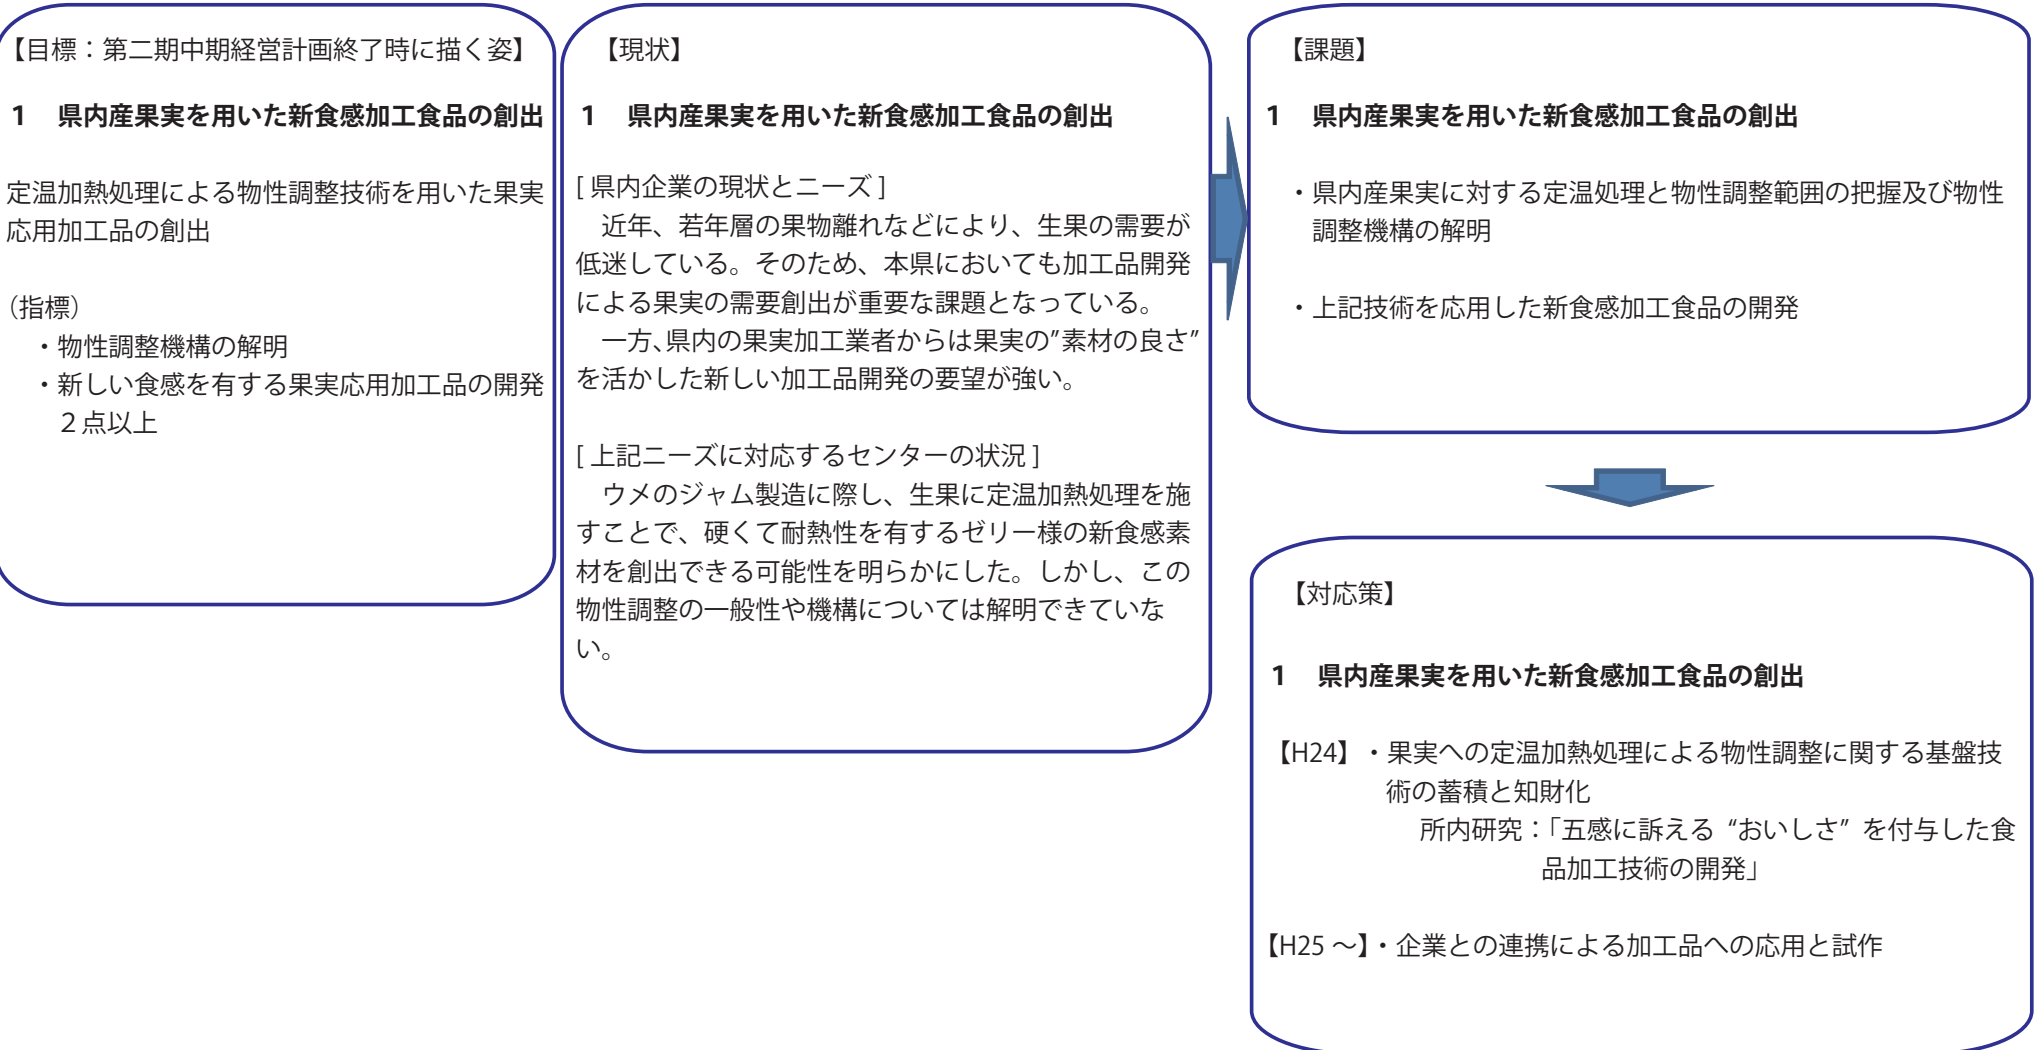 【目標：第二期中期経営計画終了時に描く姿】
1　県内産果実を用いた新食感加工食品の創出
定温加熱処理による物性調整技術を用いた果実
応用加工品の創出
（指標）
・物性調整機構の解明
・新しい食感を有する果実応用加工品の開発
２点以上
【現状】
1　県内産果実を用いた新食感加工食品の創出
[ 県内企業の現状とニーズ ]
　近年、若年層の果物離れなどにより、生果の需要が
低迷している。そのため、本県においても加工品開発
による果実の需要創出が重要な課題となっている。
　一方、県内の果実加工業者からは果実の”素材の良さ”
を活かした新しい加工品開発の要望が強い。
[ 上記ニーズに対応するセンターの状況 ]
　ウメのジャム製造に際し、生果に定温加熱処理を施
すことで、硬くて耐熱性を有するゼリー様の新食感素
材を創出できる可能性を明らかにした。しかし、この
物性調整の一般性や機構については解明できていな
い。
【課題】
1　県内産果実を用いた新食感加工食品の創出
・県内産果実に対する定温処理と物性調整範囲の把握及び物性
調整機構の解明
・上記技術を応用した新食感加工食品の開発
【対応策】
1　県内産果実を用いた新食感加工食品の創出
【H24】・果実への定温加熱処理による物性調整に関する基盤技
術の蓄積と知財化
所内研究：「五感に訴える “おいしさ” を付与した食
品加工技術の開発」
【H25 ～】・企業との連携による加工品への応用と試作